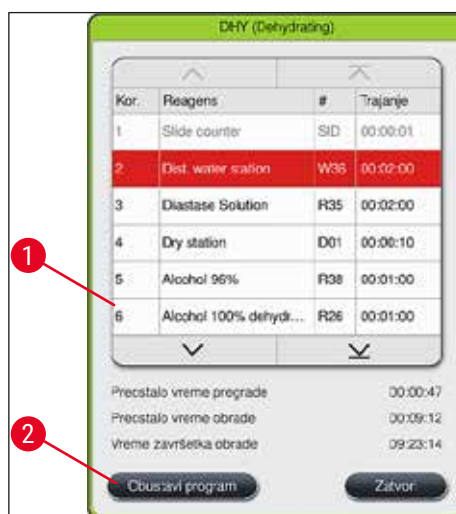 DHY (Dehydrating)
Kor. Reagens # Trajanje
1 Slide counter SID 00:00:01
2 Dist. water station W36 00:02:00
3 Diastase Solution R35 00:02:00
4 Dry station D01 00:00:10
5 Alcohol 96% R38 00:01:00
6 Alcohol 100% dehydr... R26 00:01:00
1
Preostalo vreme pregrade 00:00:47
Preostalo vreme obrade 00:09:12
Vreme završetka obrade 09:23:14
2
Obustavi program Zatvor